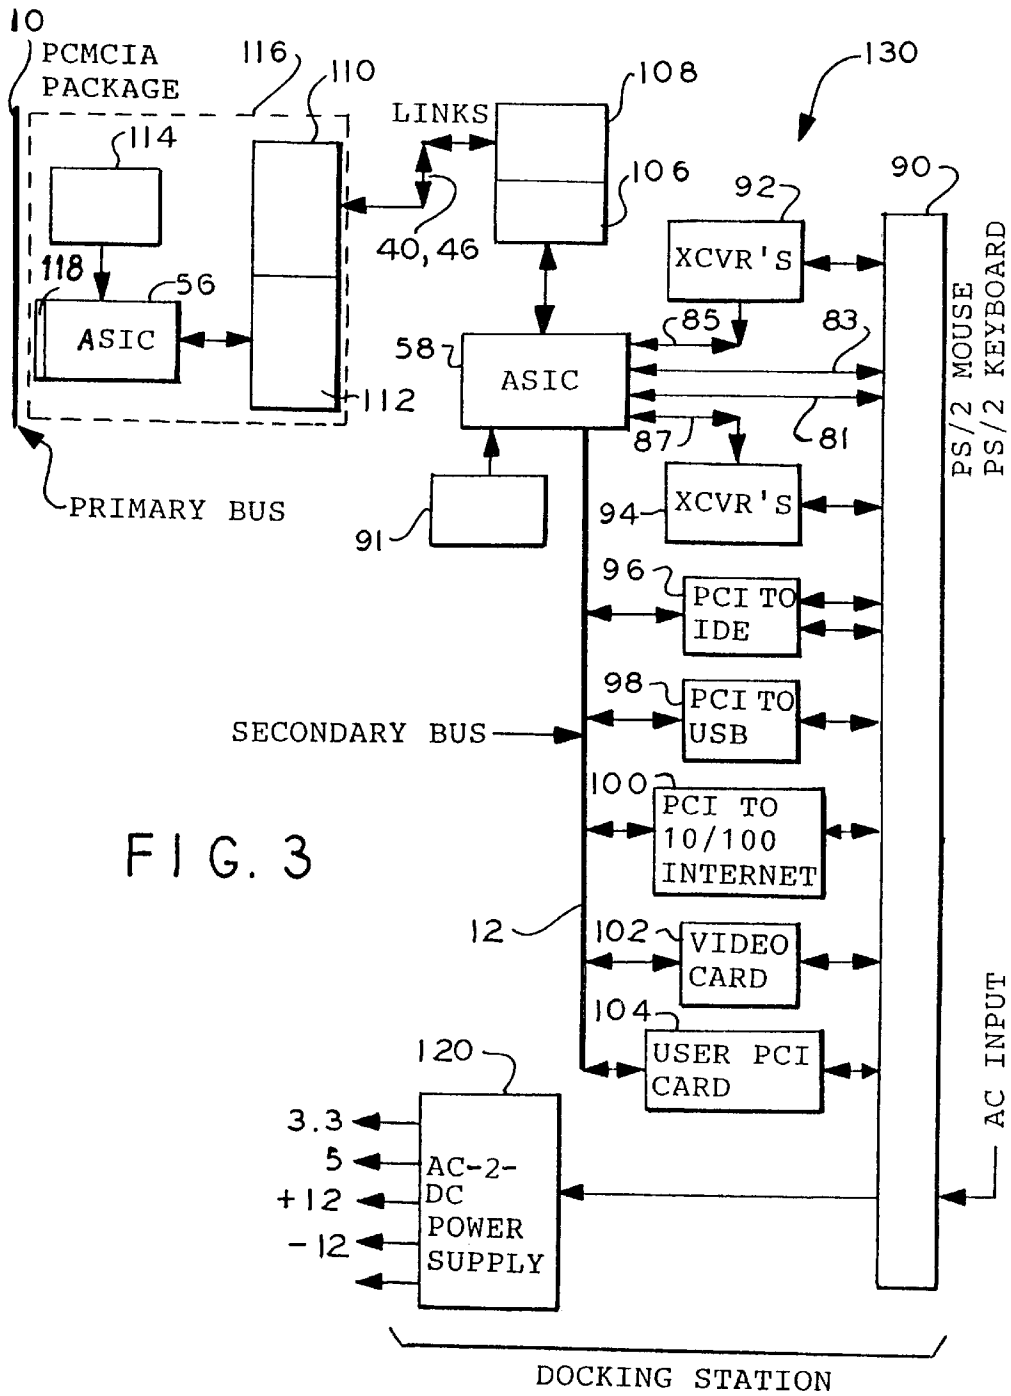 10
PCMCIA
PACKAGE
116
110
LINKS
108
130
114
106
92
90
40,46
XCVR'S
118
56
ASIC
85
83
58
ASIC
112
87
81
PS/2 MOUSE
PS/2 KEYBOARD
PRIMARY BUS
91
94
XCVR'S
96
PCI TO
IDE
98
PCI TO
USB
SECONDARY BUS
100
PCI TO
10/100
INTERNET
FIG. 3
12
102
VIDEO
CARD
104
USER PCI
CARD
AC INPUT
120
3.3
5
+12
-12
AC-2-
DC
POWER
SUPPLY
DOCKING STATION